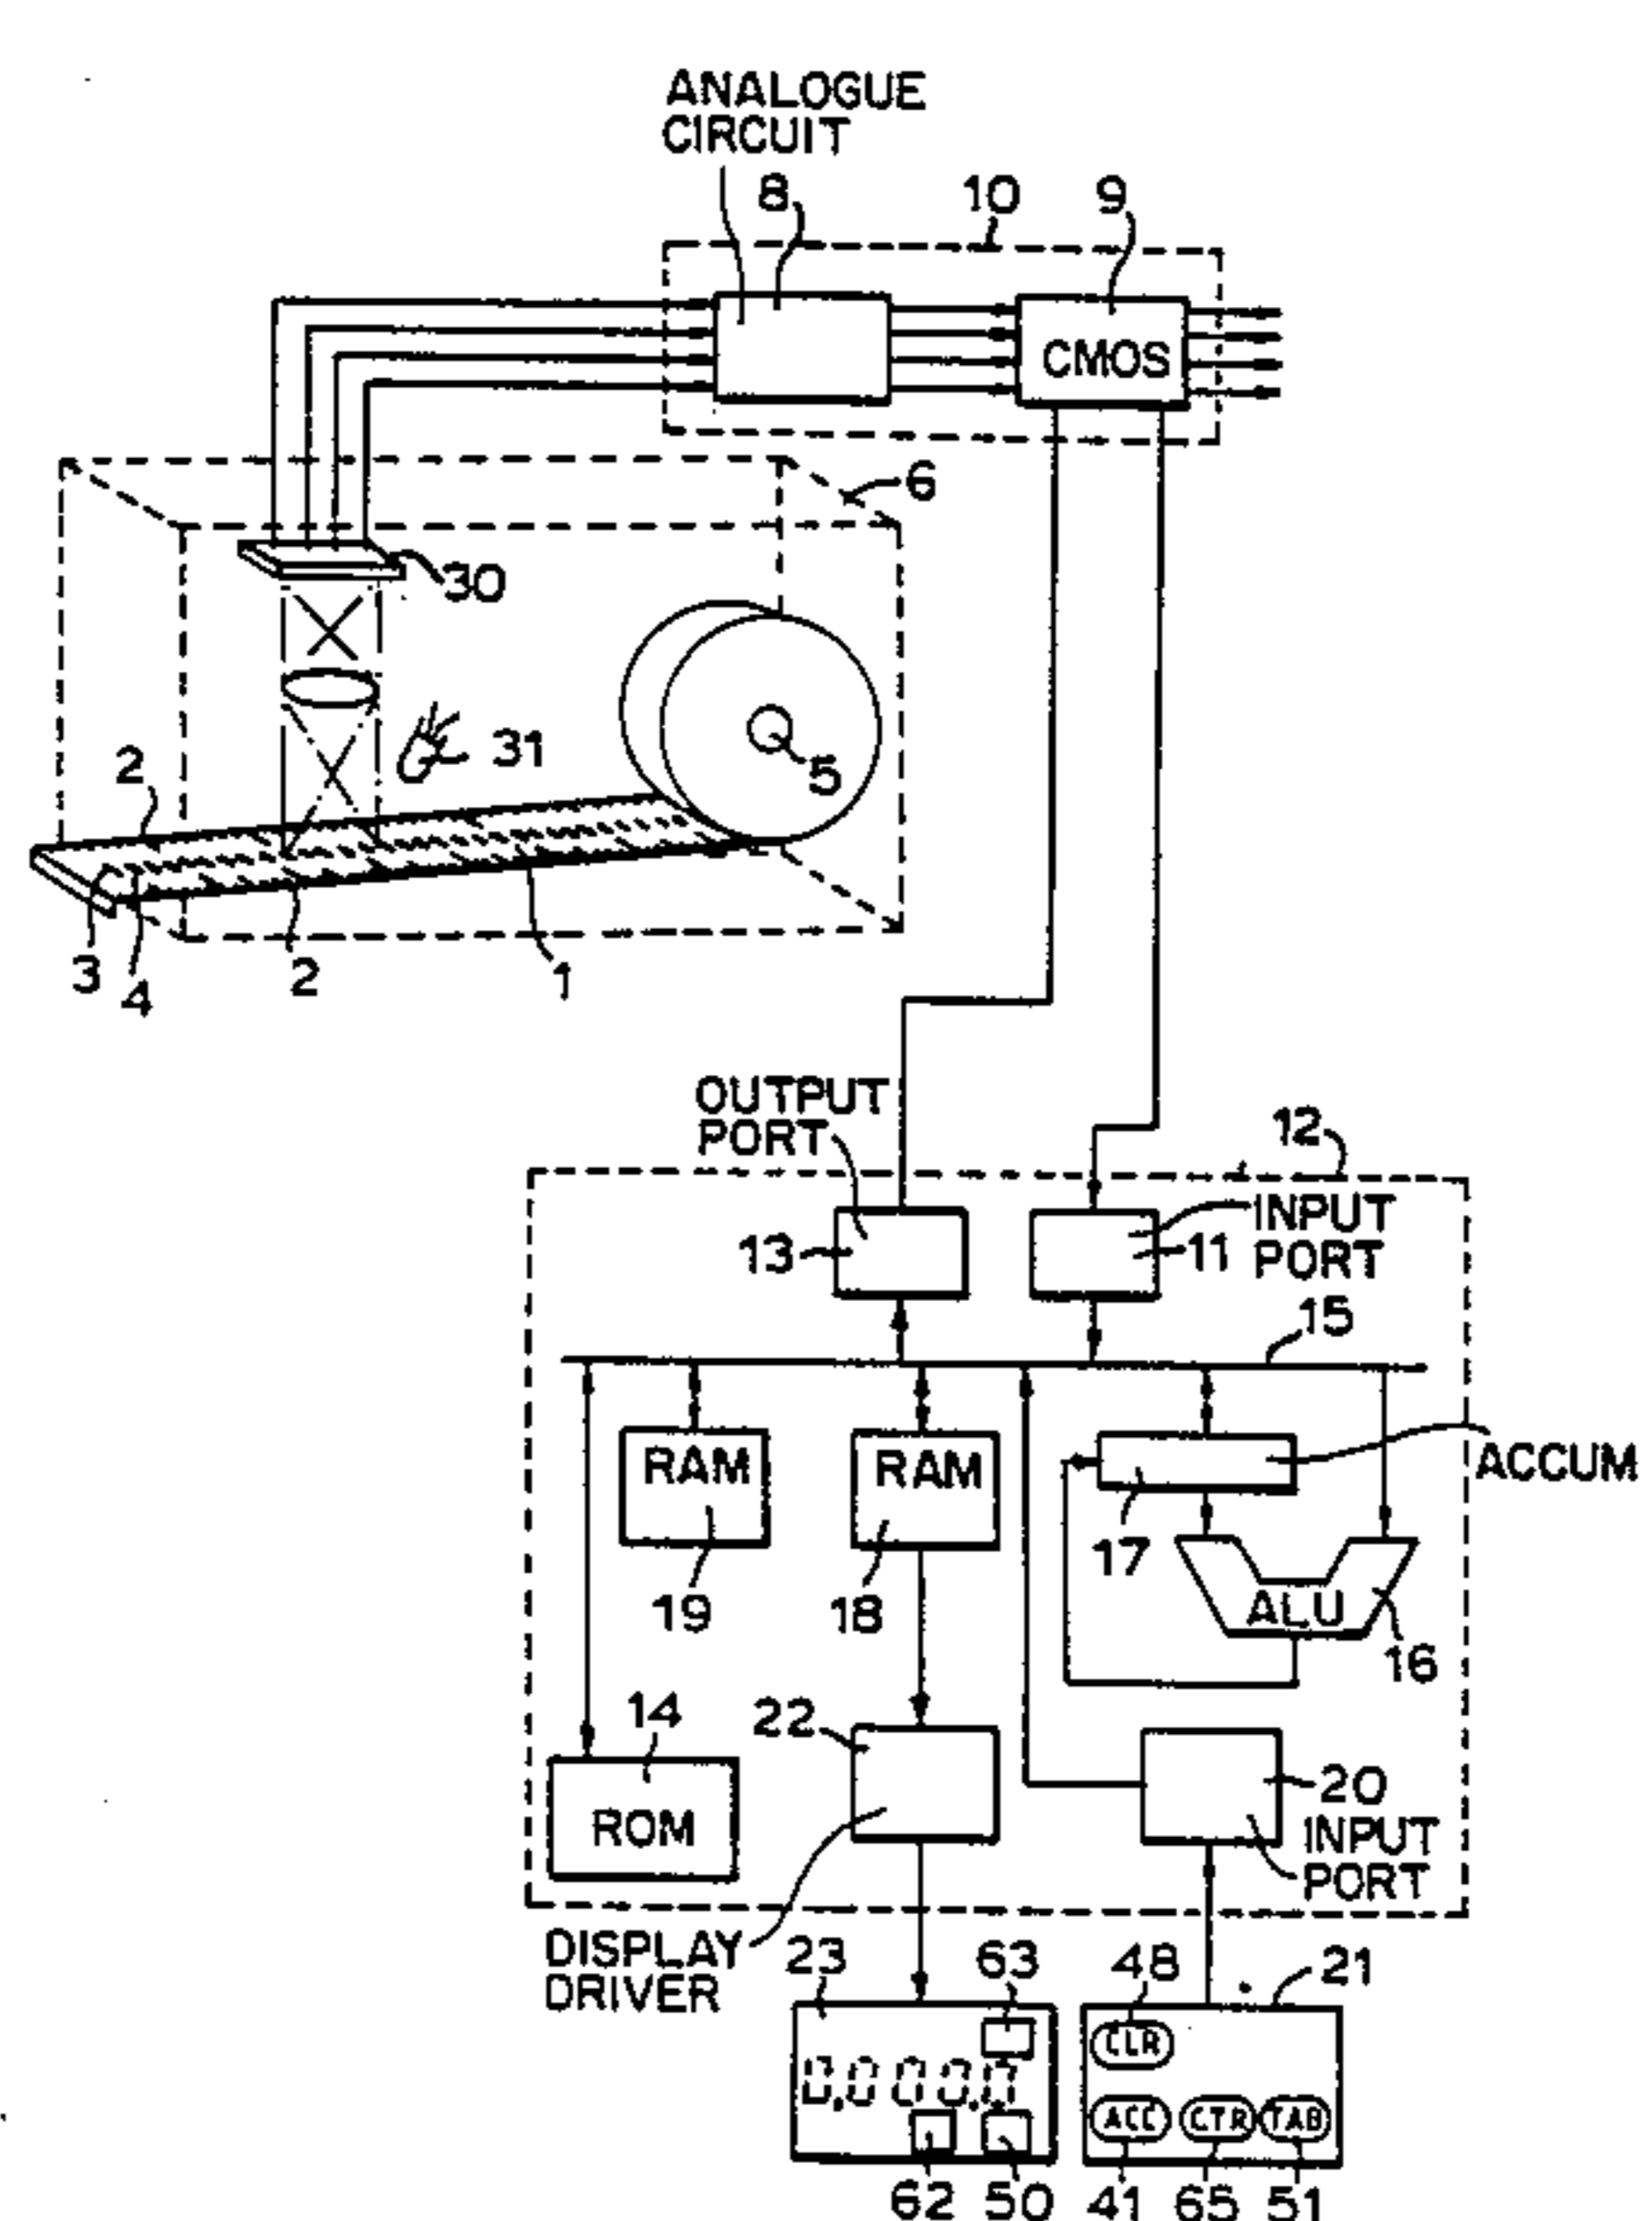 ANALOGUE
CIRCUIT
8
10
9
CMOS
6
30
31
5
2
3
4
2
1
OUTPUT
PORT
12
13
11
INPUT
PORT
15
RAM
RAM
ACCUM
17
19
18
ALU
16
14
22
20
ROM
INPUT
PORT
DISPLAY
DRIVER
23
63
48
21
CLR
0.000.0
ACC
CTR
TAB
62
50
41
65
51